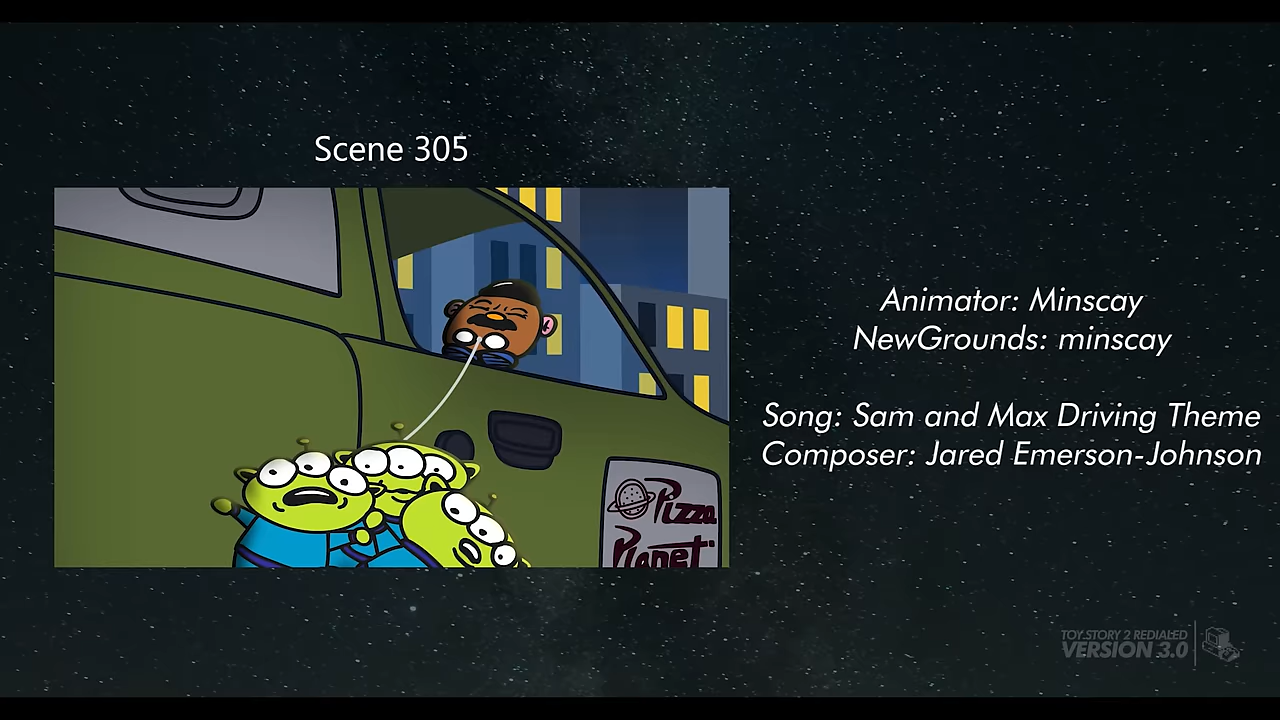 Scene 305
Animator: Minscay
NewGrounds: minscay
Song: Sam and Max Driving Theme
Composer: Jared Emerson-Johnson
Pizza
Planet
TOY STORY 2 REDIALED
VERSION 3.0